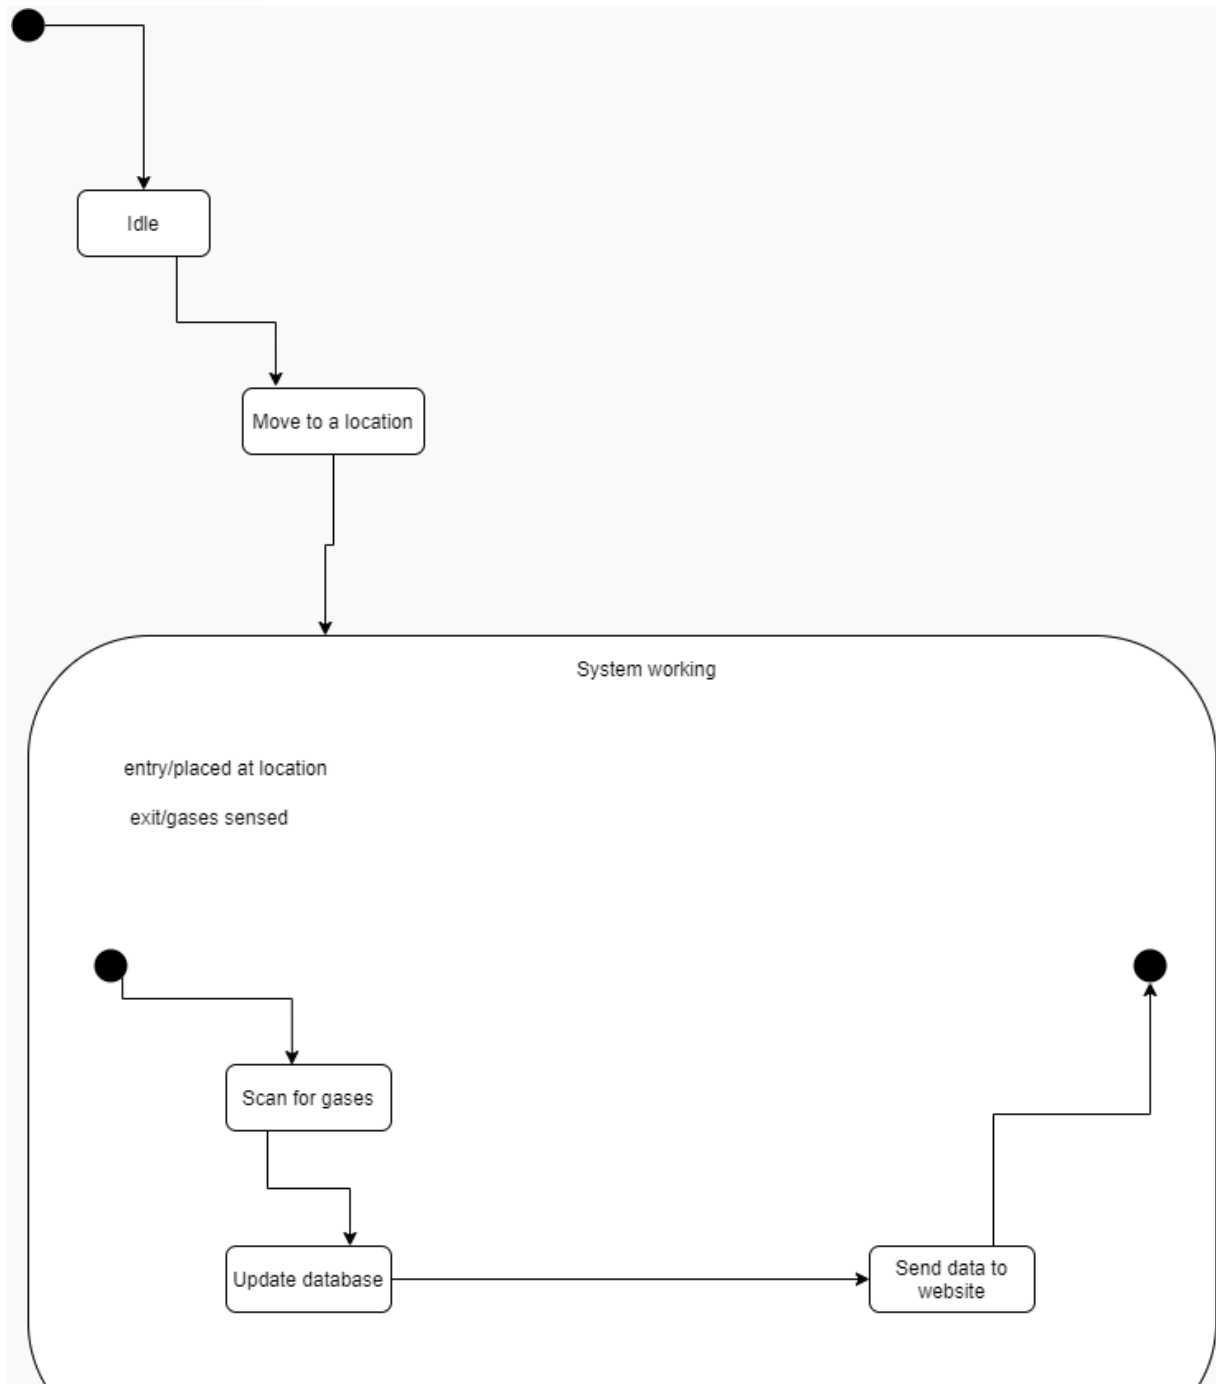 Idle
Move to a location
System working
entry/placed at location
exit/gases sensed
Scan for gases
Update database
Send data to
website